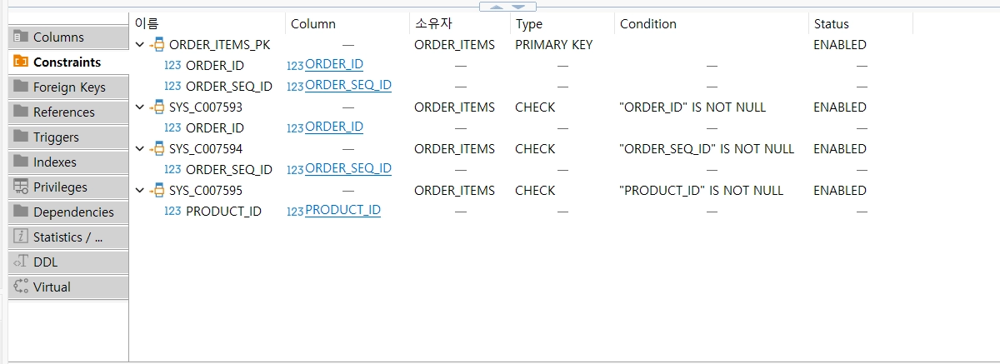 이름 Column 소유자 Type Condition Status
Columns
Constraints
Foreign Keys
References
Triggers
Indexes
Privileges
Dependencies
Statistics / ...
DDL
Virtual
ORDER_ITEMS_PK — ORDER_ITEMS PRIMARY KEY ENABLED
123 ORDER_ID 123 ORDER_ID — — — —
123 ORDER_SEQ_ID 123 ORDER_SEQ_ID — — — —
SYS_C007593 — ORDER_ITEMS CHECK "ORDER_ID" IS NOT NULL ENABLED
123 ORDER_ID 123 ORDER_ID — — — —
SYS_C007594 — ORDER_ITEMS CHECK "ORDER_SEQ_ID" IS NOT NULL ENABLED
123 ORDER_SEQ_ID 123 ORDER_SEQ_ID — — — —
SYS_C007595 — ORDER_ITEMS CHECK "PRODUCT_ID" IS NOT NULL ENABLED
123 PRODUCT_ID 123 PRODUCT_ID — — — —